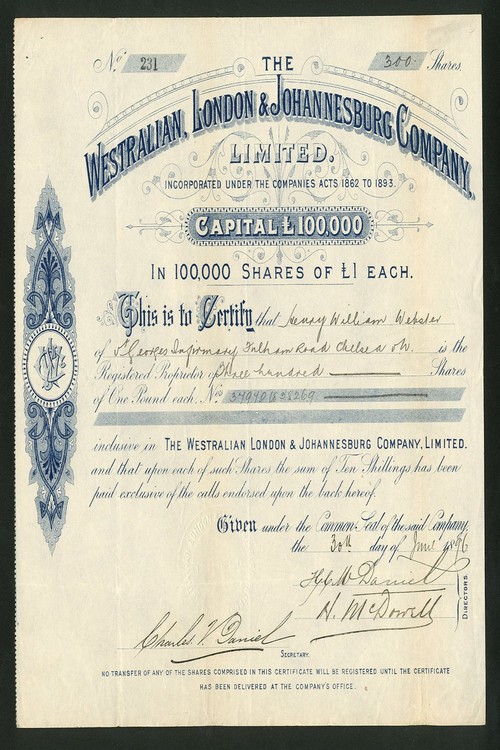 No 231 300 Shares.
THE
WESTRALIAN, LONDON & JOHANNESBURG COMPANY,
LIMITED.
INCORPORATED UNDER THE COMPANIES ACTS 1862 TO 1893.
CAPITAL £100,000
IN 100,000 SHARES OF £1 EACH.
This is to Certify that Henry William Webster
of St Georges Infirmary Fulham Road Chelsea SW. is the
Registered Proprietor of three hundred Shares
of One Pound each. Nos
inclusive in THE WESTRALIAN LONDON & JOHANNESBURG COMPANY, LIMITED.
and that upon each of such Shares the sum of Ten Shillings has been
paid exclusive of the calls endorsed upon the back hereof.
Given under the Common Seal of the said Company
the 30th day of June 1896
Daniel
H. McDowell
DIRECTORS
Charles V. Daniel
SECRETARY.
NO TRANSFER OF ANY OF THE SHARES COMPRISED IN THIS CERTIFICATE WILL BE REGISTERED UNTIL THE CERTIFICATE
HAS BEEN DELIVERED AT THE COMPANY'S OFFICE.